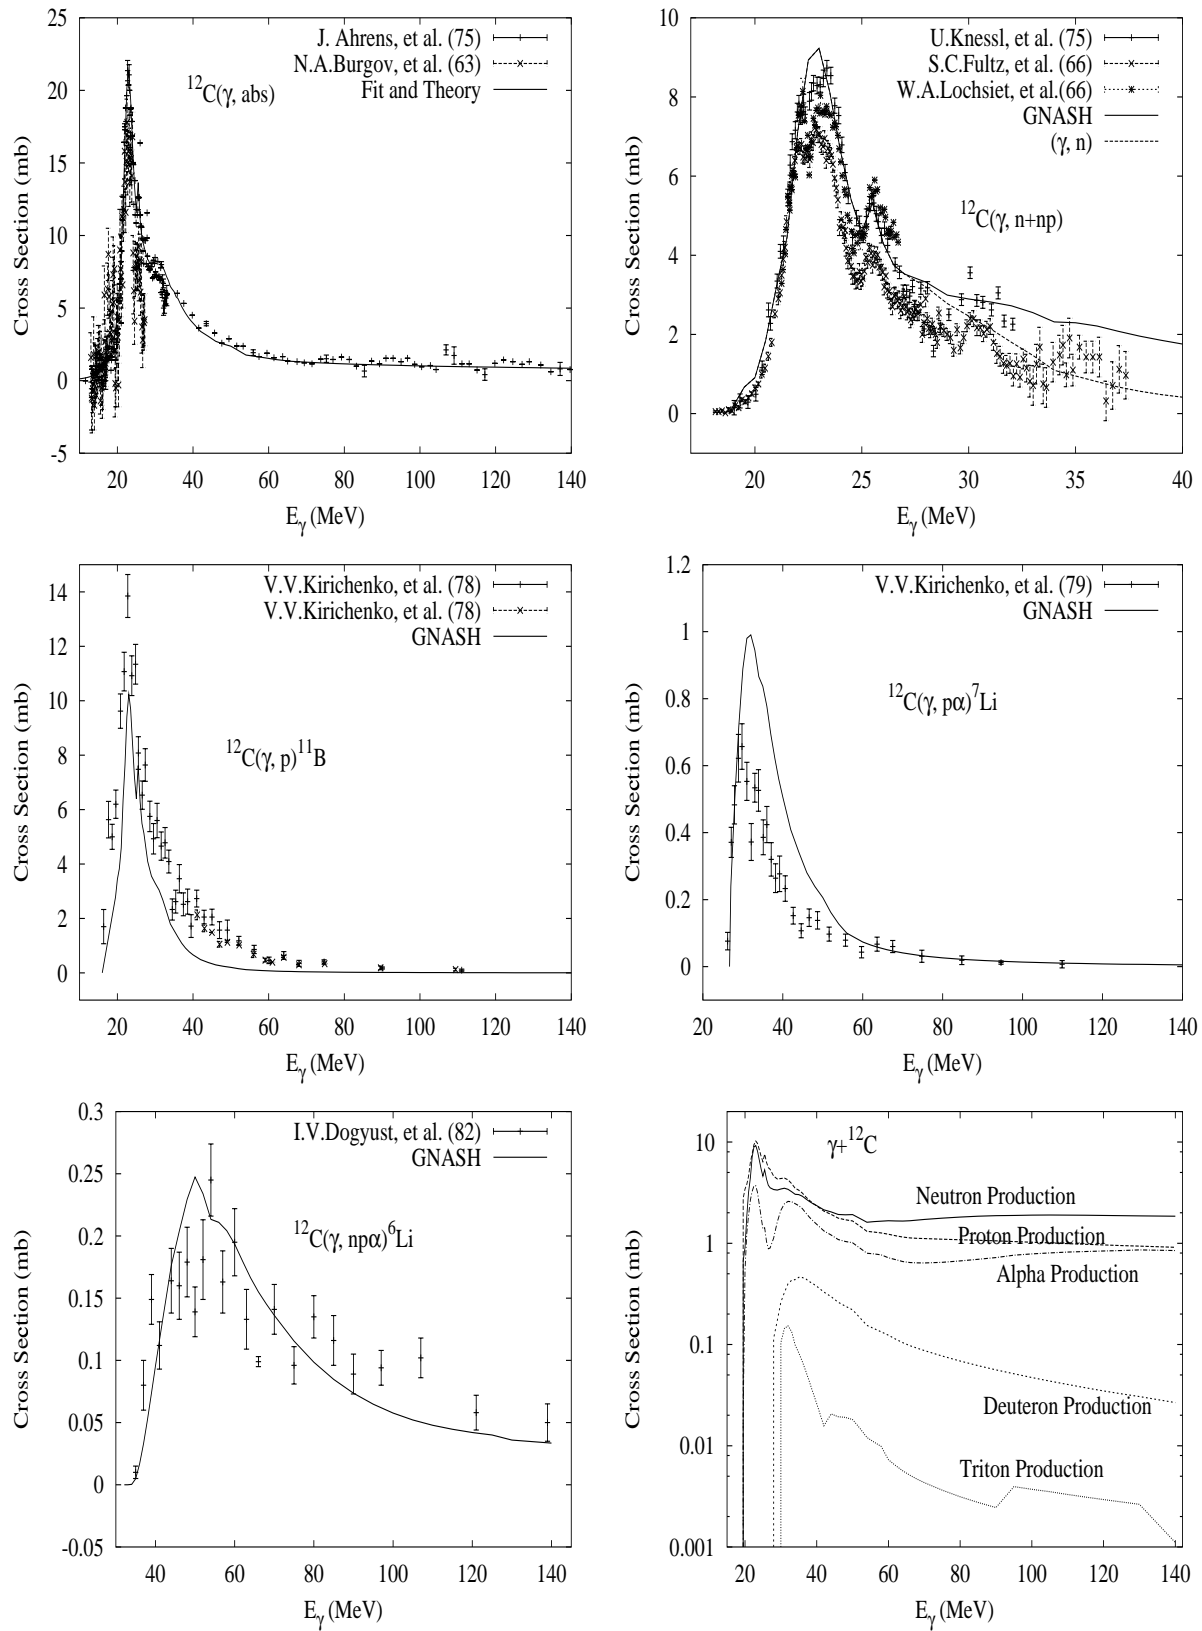 25
20
15
10
5
0
-5
20 40 60 80 100 120 140
Cross Section (mb)
Eγ (MeV)
J. Ahrens, et al. (75)
N.A.Burgov, et al. (63)
Fit and Theory
12C(γ, abs)
10
8
6
4
2
0
20 25 30 35 40
Cross Section (mb)
Eγ (MeV)
U.Knessl, et al. (75)
S.C.Fultz, et al. (66)
W.A.Lochsiet, et al.(66)
GNASH
(γ, n)
12C(γ, n+np)
14
12
10
8
6
4
2
0
20 40 60 80 100 120 140
Cross Section (mb)
Eγ (MeV)
V.V.Kirichenko, et al. (78)
V.V.Kirichenko, et al. (78)
GNASH
12C(γ, p)11B
1.2
1
0.8
0.6
0.4
0.2
0
20 40 60 80 100 120 140
Cross Section (mb)
Eγ (MeV)
V.V.Kirichenko, et al. (79)
GNASH
12C(γ, pα)7Li
0.3
0.25
0.2
0.15
0.1
0.05
0
-0.05
40 60 80 100 120 140
Cross Section (mb)
Eγ (MeV)
I.V.Dogyust, et al. (82)
GNASH
12C(γ, npα)6Li
10
1
0.1
0.01
0.001
20 40 60 80 100 120 140
Cross Section (mb)
Eγ (MeV)
γ+12C
Neutron Production
Proton Production
Alpha Production
Deuteron Production
Triton Production